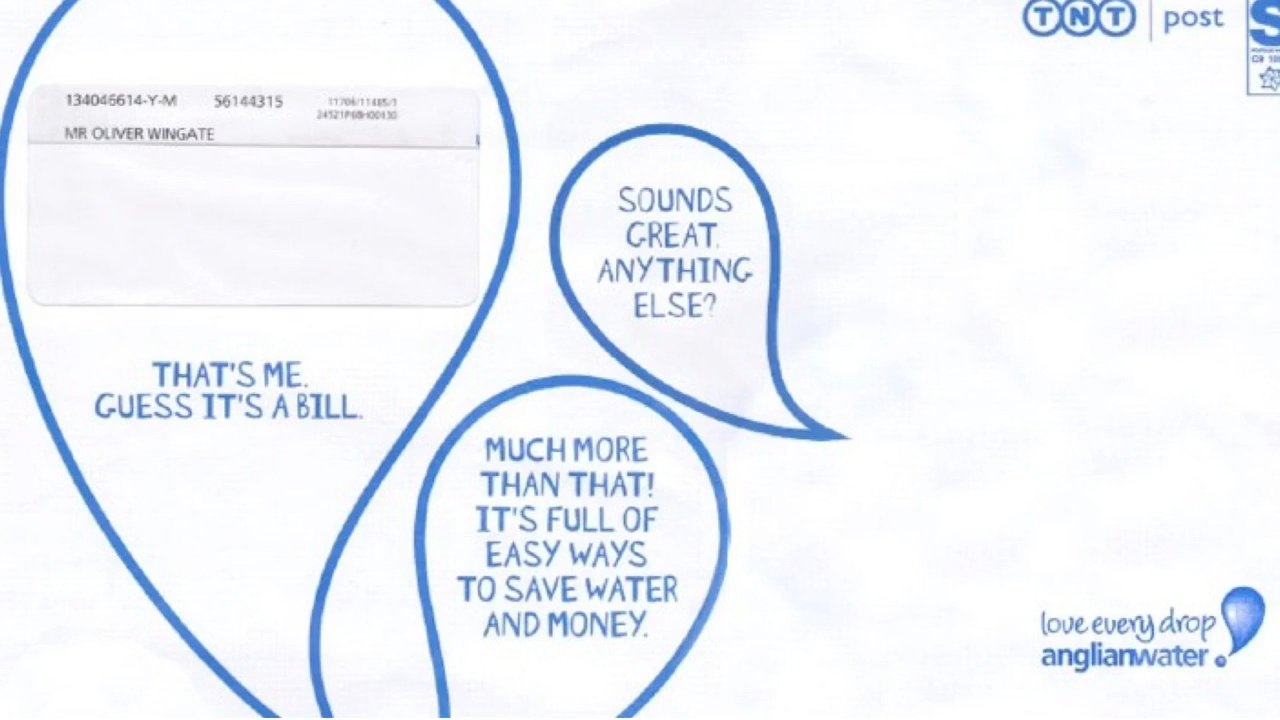 TNT post
134046614-Y-M 56144315
MR OLIVER WINGATE
SOUNDS
GREAT.
ANYTHING
ELSE?
THAT'S ME.
GUESS IT'S A BILL.
MUCH MORE
THAN THAT!
IT'S FULL OF
EASY WAYS
TO SAVE WATER
AND MONEY.
love every drop
anglianwater